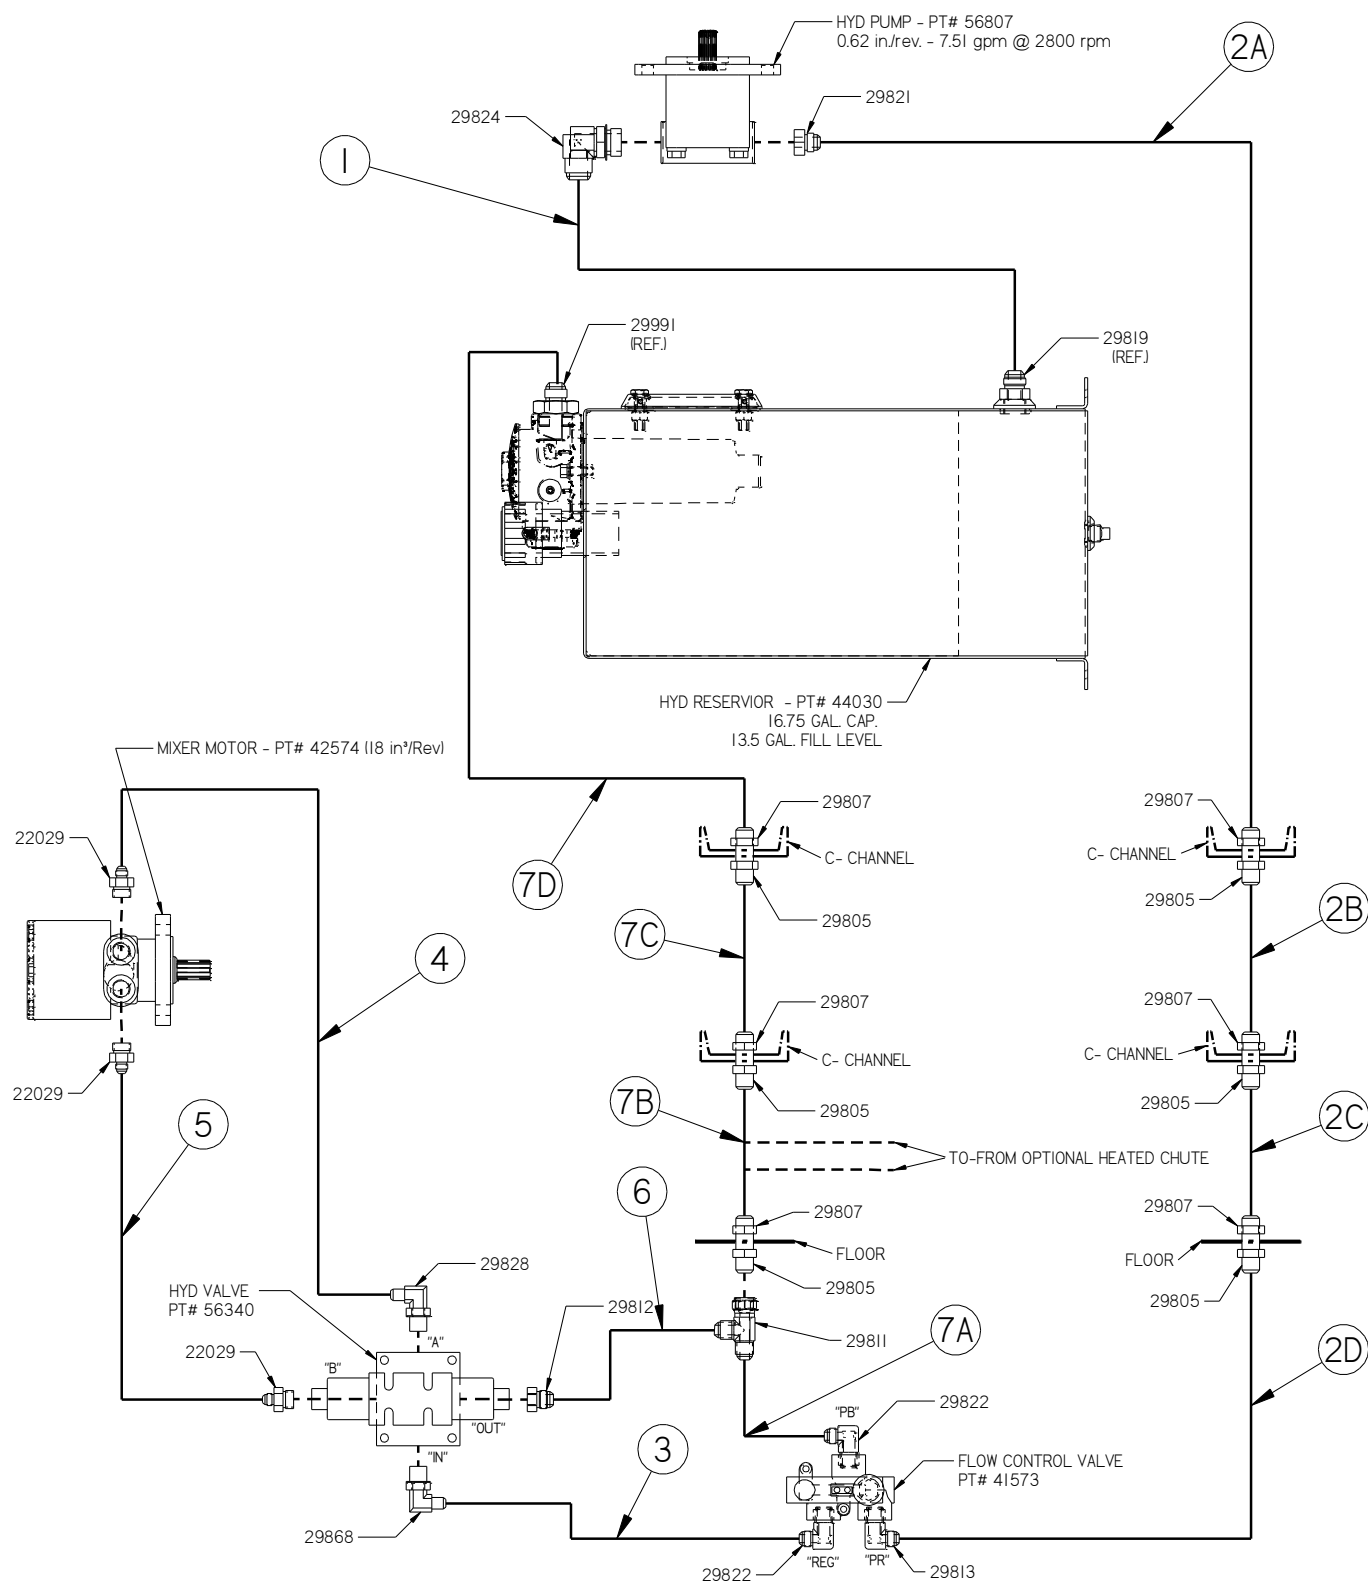 HYD PUMP - PT# 56807
0.62 in./rev. - 7.51 gpm @ 2800 rpm
2A
29821
29824
1
29991
(REF.)
29819
(REF.)
HYD RESERVIOR - PT# 44030
16.75 GAL. CAP.
13.5 GAL. FILL LEVEL
MIXER MOTOR - PT# 42574 (18 in³/Rev)
29807
29807
22029
C- CHANNEL
C- CHANNEL
7D
29805
29805
2B
7C
4
29807
29807
C- CHANNEL
C- CHANNEL
22029
7B
29805
29805
2C
5
TO-FROM OPTIONAL HEATED CHUTE
6
29807
29807
FLOOR
FLOOR
29828
HYD VALVE
PT# 56340
29805
29805
29812
7A
2D
"A"
29811
22029
"B"
"OUT"
"PB"
29822
"IN"
3
FLOW CONTROL VALVE
PT# 41573
29868
"REG"
"PR"
29822
29813